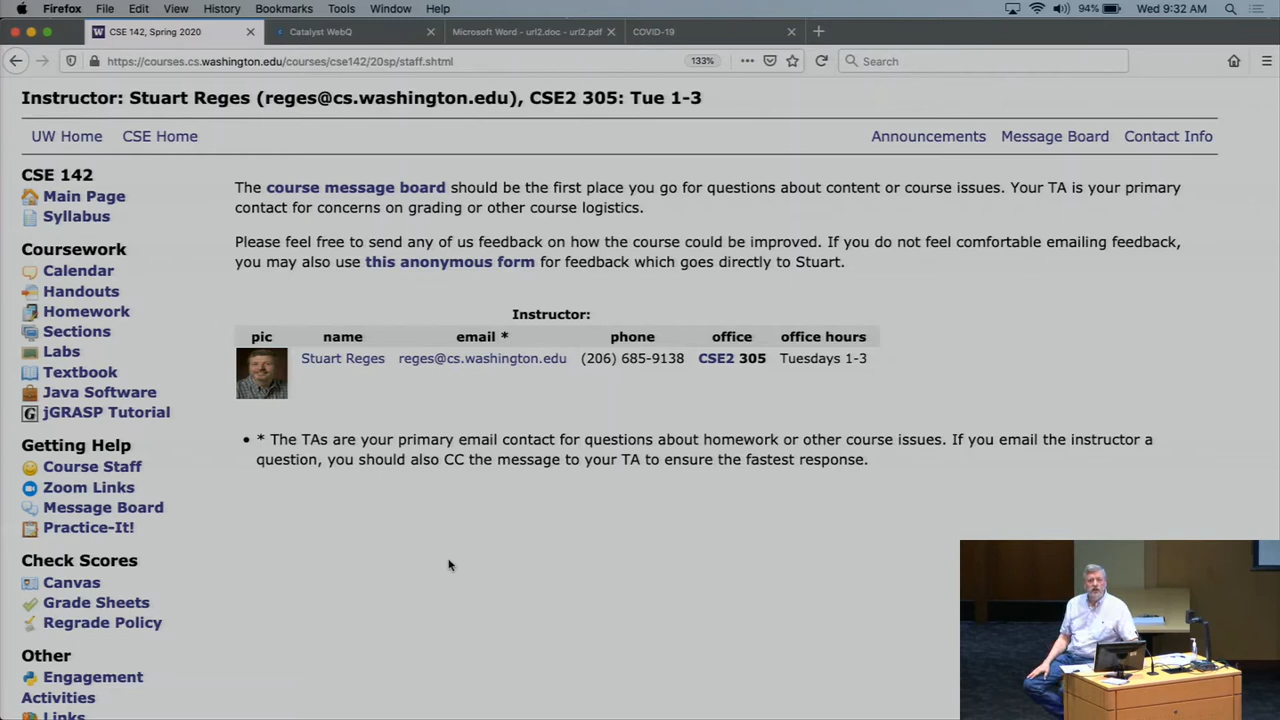 Firefox File Edit View History Bookmarks Tools Window Help 94% Wed 9:32 AM
CSE 142, Spring 2020 Catalyst WebQ Microsoft Word - url2.doc - url2.pdf COVID-19
https://courses.cs.washington.edu/courses/cse142/20sp/staff.shtml 133% Search
Instructor: Stuart Reges (reges@cs.washington.edu), CSE2 305: Tue 1-3
UW Home CSE Home Announcements Message Board Contact Info
CSE 142
Main Page
Syllabus
Coursework
Calendar
Handouts
Homework
Sections
Labs
Textbook
Java Software
jGRASP Tutorial
Getting Help
Course Staff
Zoom Links
Message Board
Practice-It!
Check Scores
Canvas
Grade Sheets
Regrade Policy
Other
Engagement
Activities
Links
The course message board should be the first place you go for questions about content or course issues. Your TA is your primary
contact for concerns on grading or other course logistics.
Please feel free to send any of us feedback on how the course could be improved. If you do not feel comfortable emailing feedback,
you may also use this anonymous form for feedback which goes directly to Stuart.
Instructor:
pic name email * phone office office hours
Stuart Reges reges@cs.washington.edu (206) 685-9138 CSE2 305 Tuesdays 1-3
• * The TAs are your primary email contact for questions about homework or other course issues. If you email the instructor a
question, you should also CC the message to your TA to ensure the fastest response.